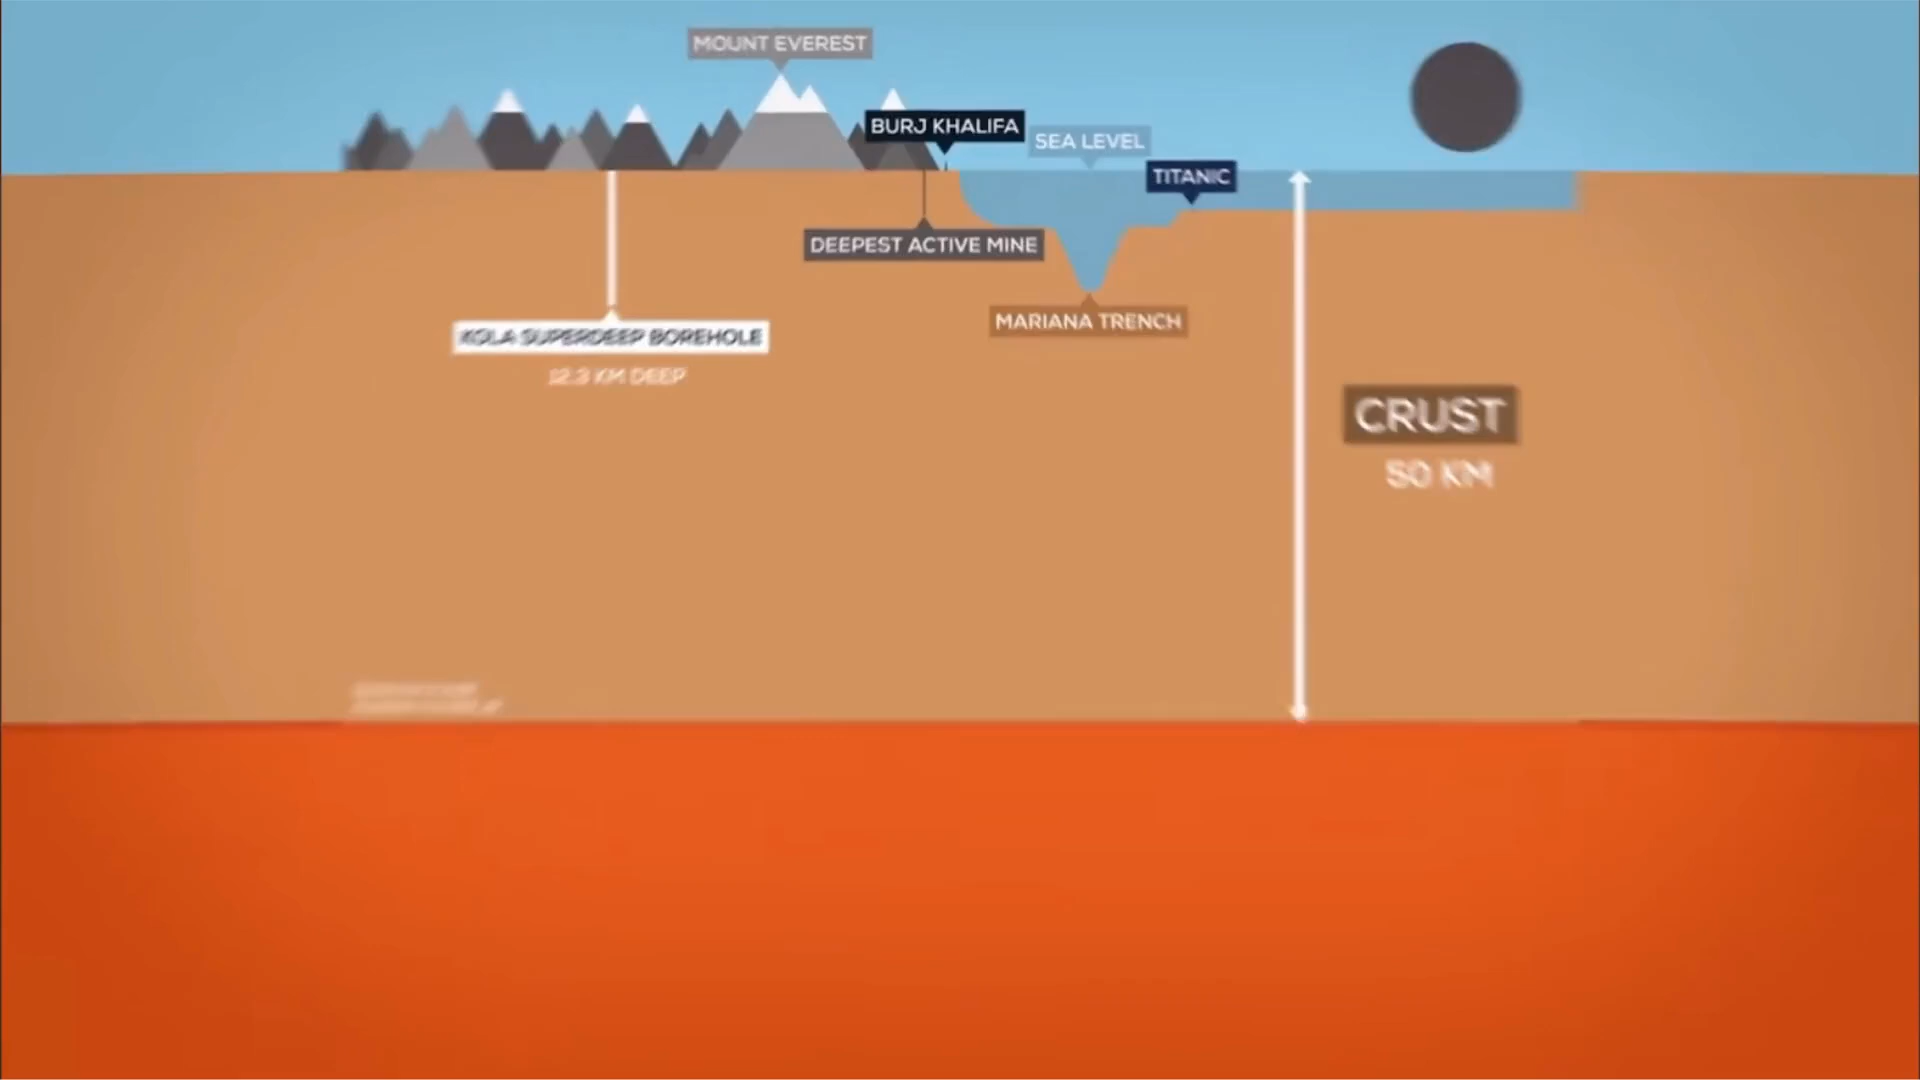 MOUNT EVEREST
BURJ KHALIFA
SEA LEVEL
TITANIC
DEEPEST ACTIVE MINE
MARIANA TRENCH
KOLA SUPERDEEP BOREHOLE
12.3 KM DEEP
CRUST
50 KM